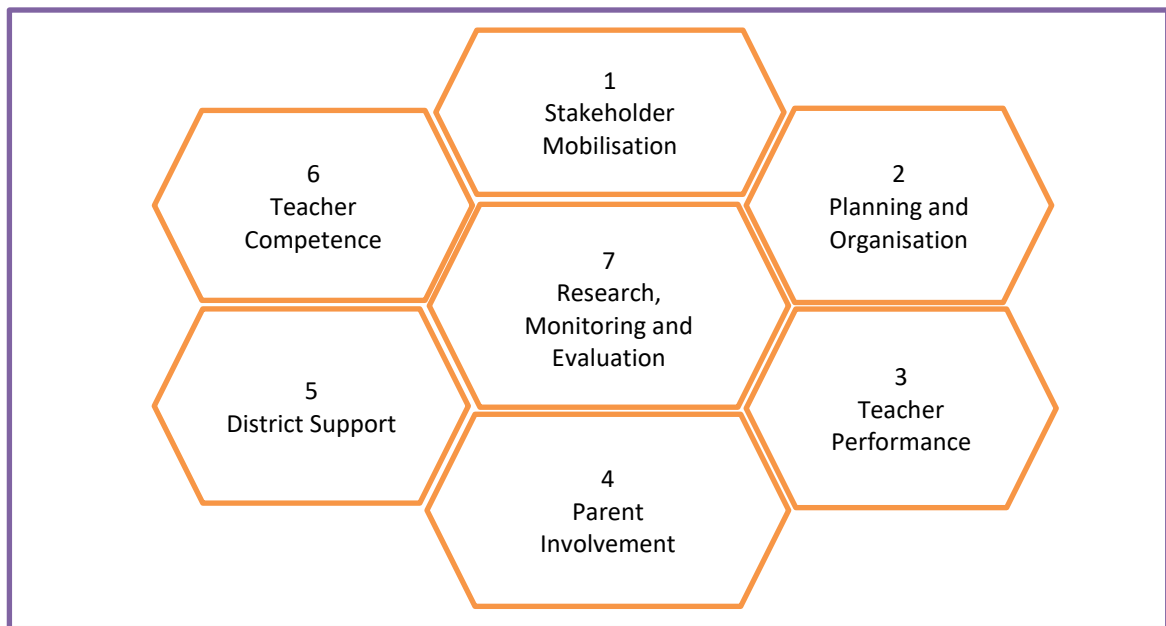 1
Stakeholder
Mobilisation
2
Planning and
Organisation
3
Teacher
Performance
4
Parent
Involvement
5
District Support
6
Teacher
Competence
7
Research,
Monitoring and
Evaluation